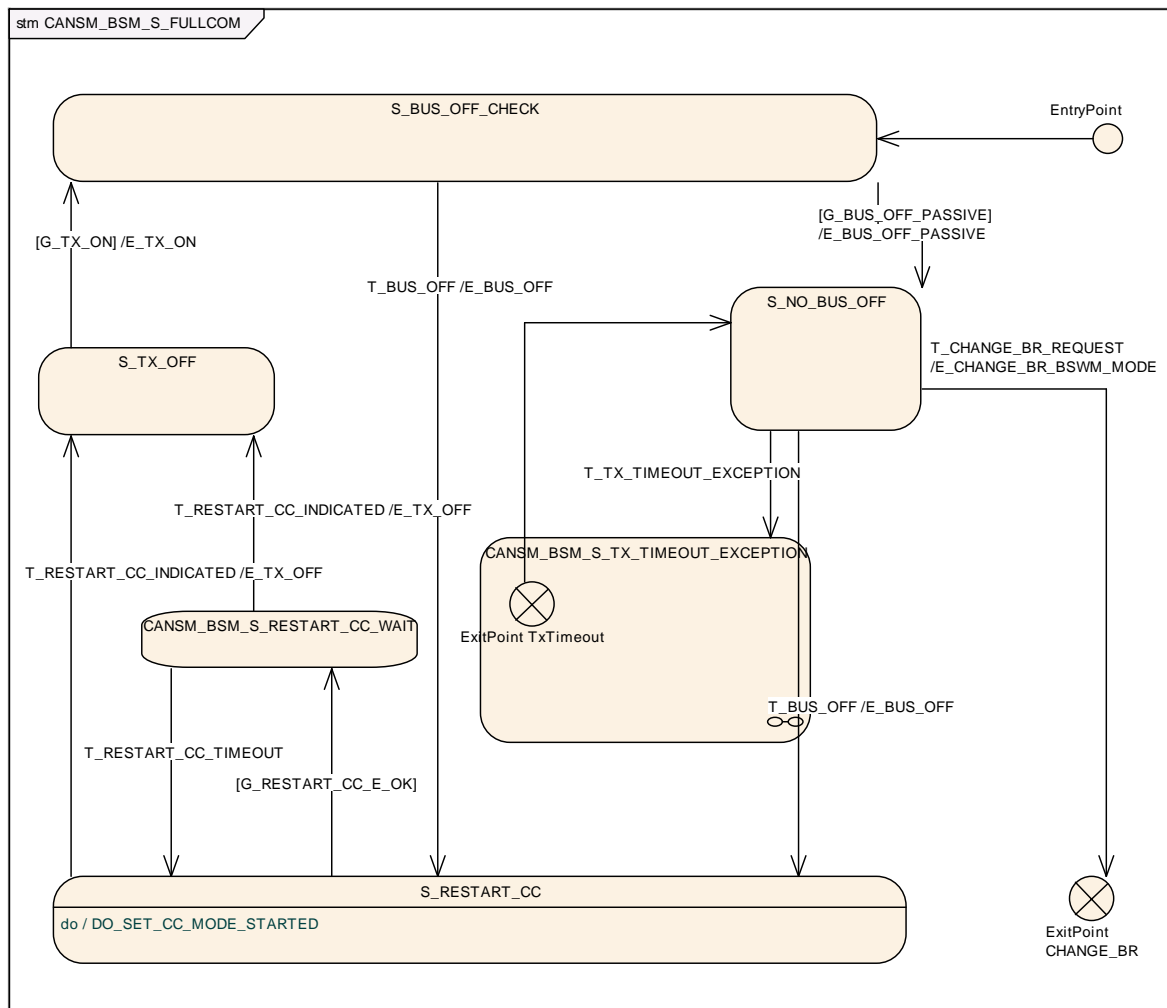 stm CANSM_BSM_S_FULLCOM
S_BUS_OFF_CHECK
EntryPoint
[G_BUS_OFF_PASSIVE]
/E_BUS_OFF_PASSIVE
[G_TX_ON] /E_TX_ON
T_BUS_OFF /E_BUS_OFF
S_NO_BUS_OFF
T_CHANGE_BR_REQUEST
/E_CHANGE_BR_BSWM_MODE
S_TX_OFF
T_TX_TIMEOUT_EXCEPTION
T_RESTART_CC_INDICATED /E_TX_OFF
CANSM_BSM_S_TX_TIMEOUT_EXCEPTION
T_RESTART_CC_INDICATED /E_TX_OFF
CANSM_BSM_S_RESTART_CC_WAIT
ExitPoint TxTimeout
T_BUS_OFF /E_BUS_OFF
T_RESTART_CC_TIMEOUT
[G_RESTART_CC_E_OK]
S_RESTART_CC
do / DO_SET_CC_MODE_STARTED
ExitPoint
CHANGE_BR